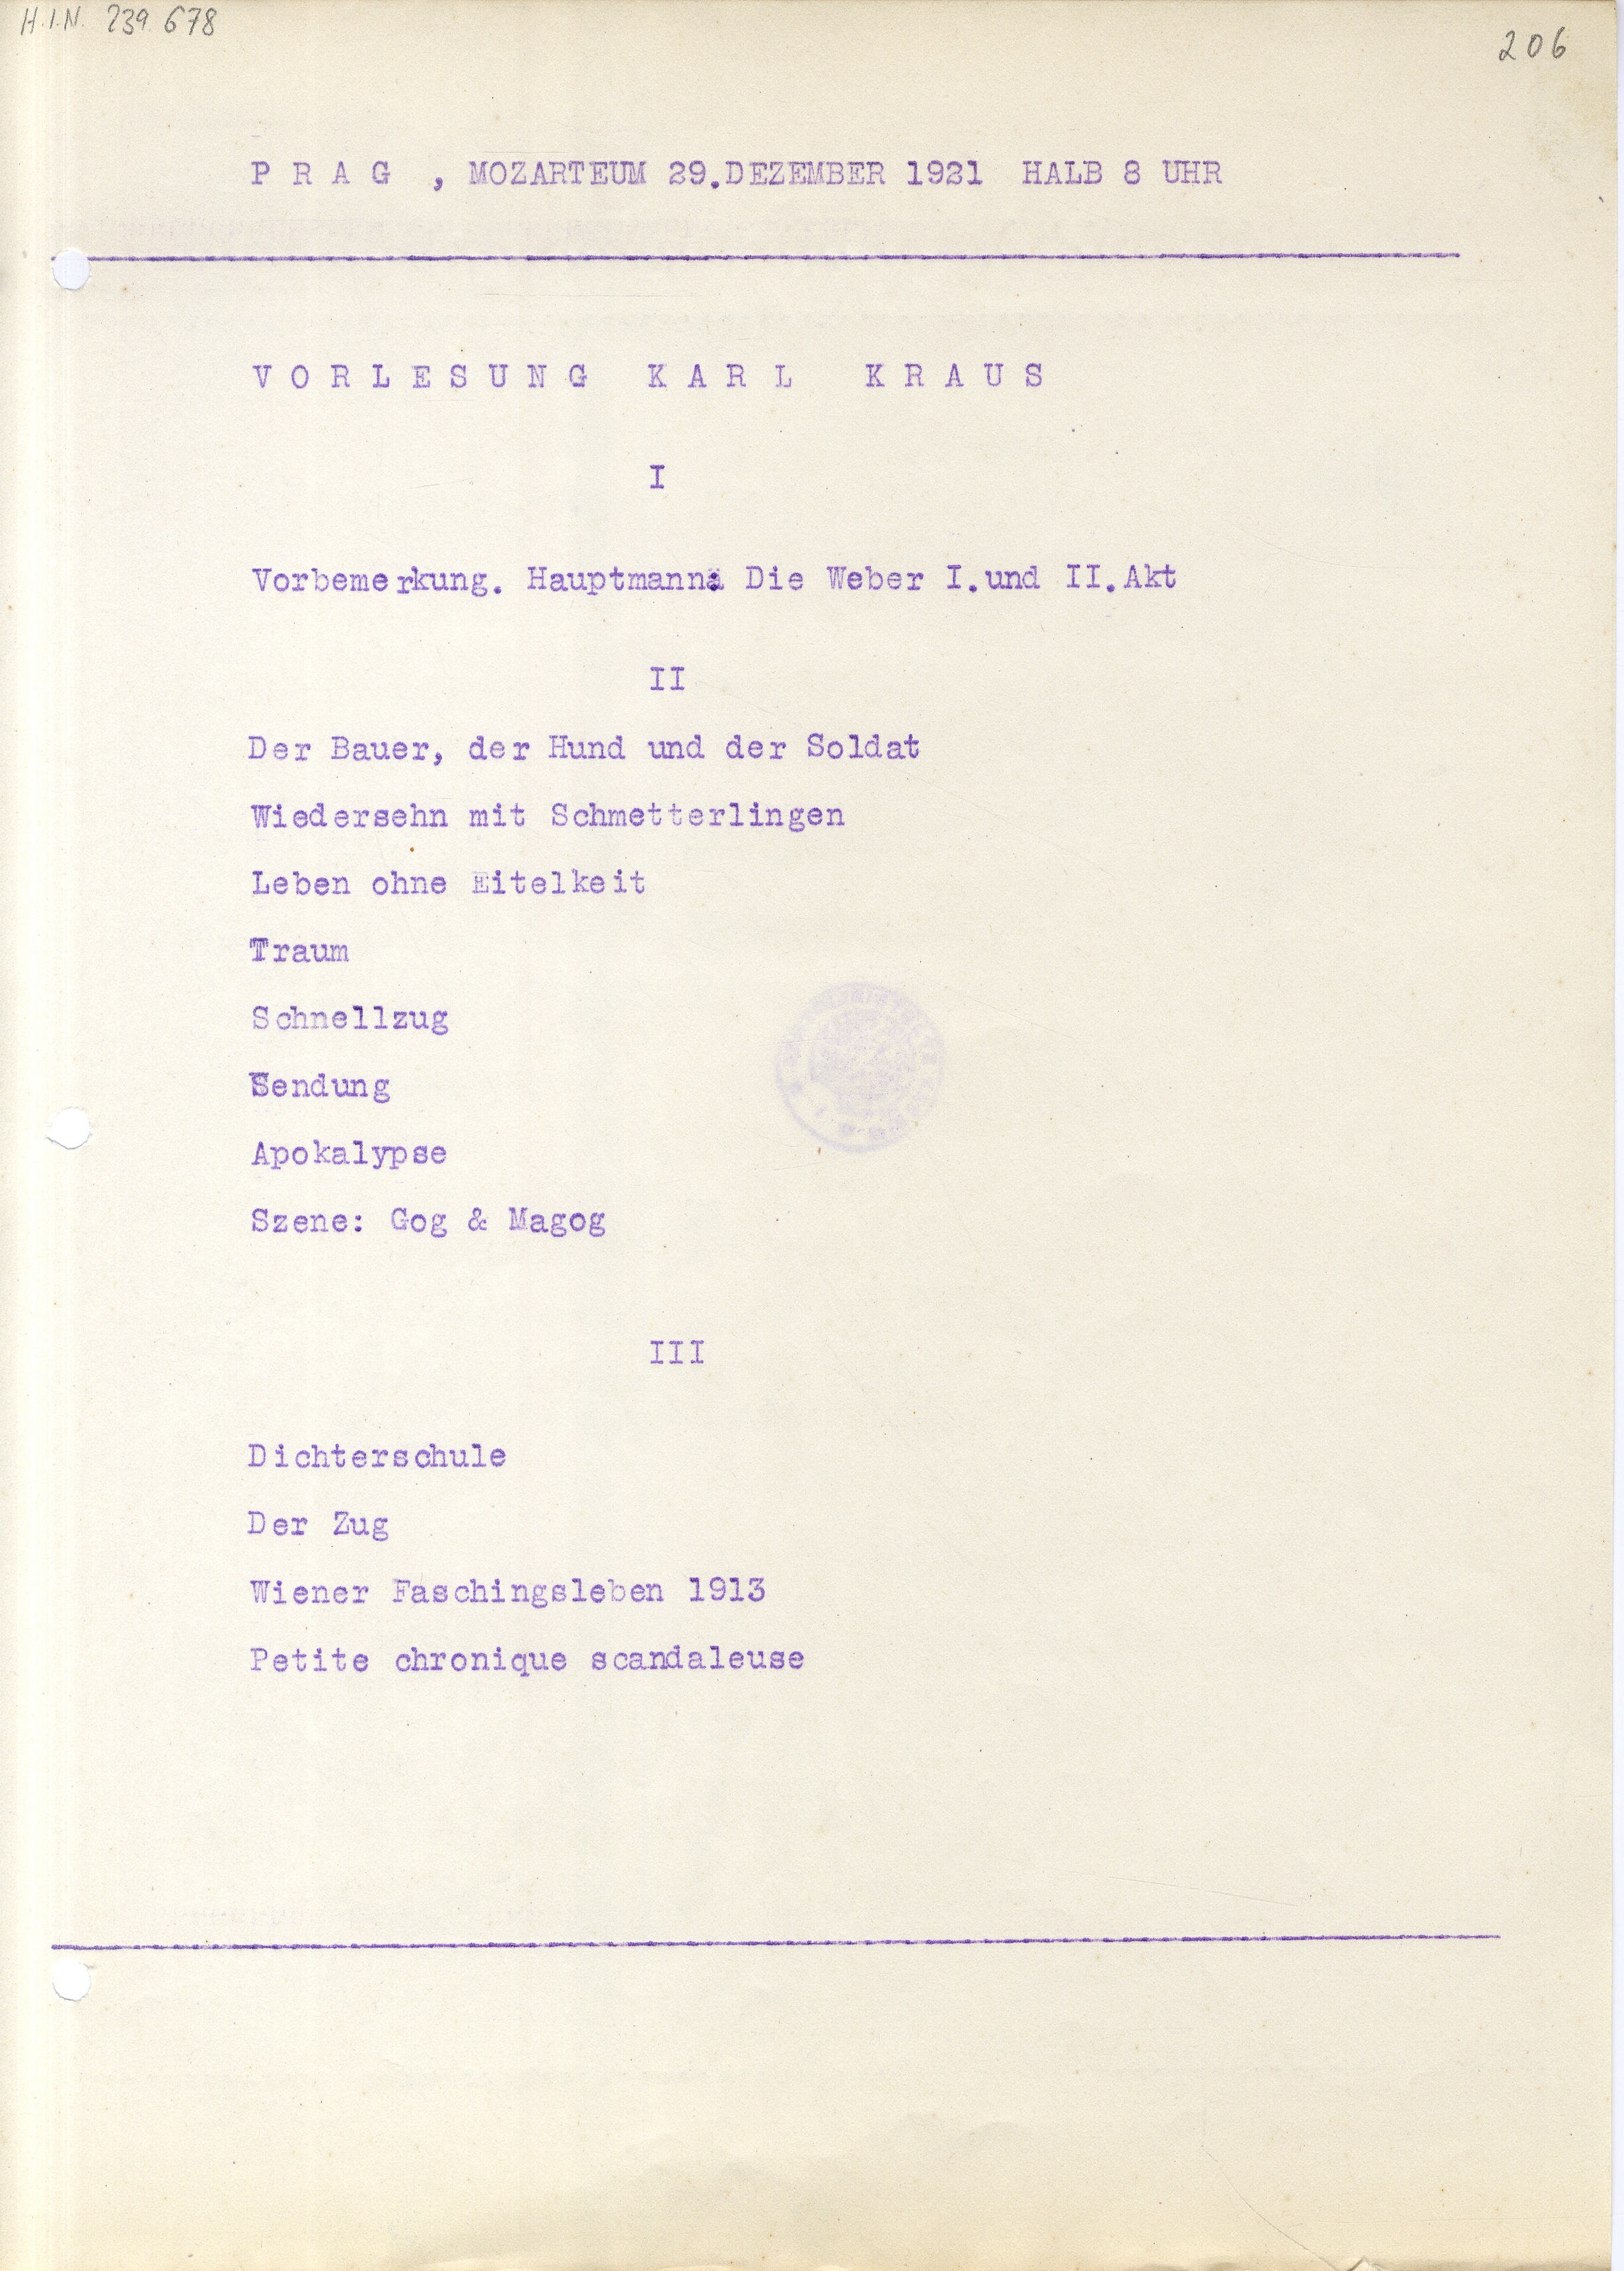 H.I.N. 239.678
206
P R A G , MOZARTEUM 29.DEZEMBER 1921 HALB 8 UHR
V O R L E S U N G K A R L K R A U S
I
Vorbemerkung. Hauptmann: Die Weber I.und II.Akt
II
Der Bauer, der Hund und der Soldat
Wiedersehn mit Schmetterlingen
Leben ohne Eitelkeit
Traum
Schnellzug
Sendung
Apokalypse
Szene: Gog & Magog
III
Dichterschule
Der Zug
Wiener Faschingsleben 1913
Petite chronique scandaleuse